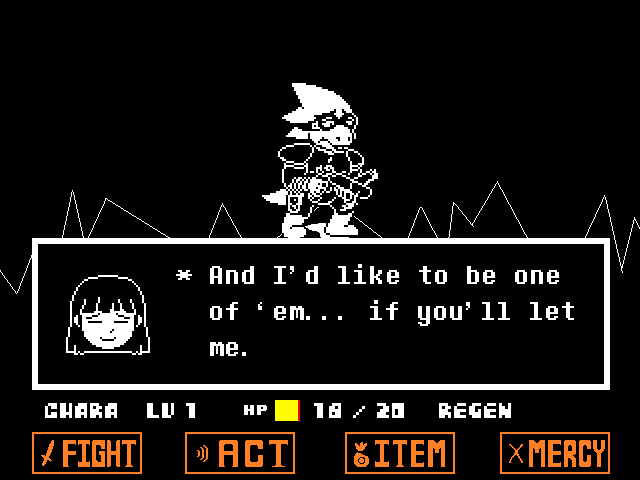 * And I'd like to be one
of ‘em... if you'll let
me.
CHARA LV 1 HP 18 / 20 REGEN
FIGHT ACT ITEM MERCY